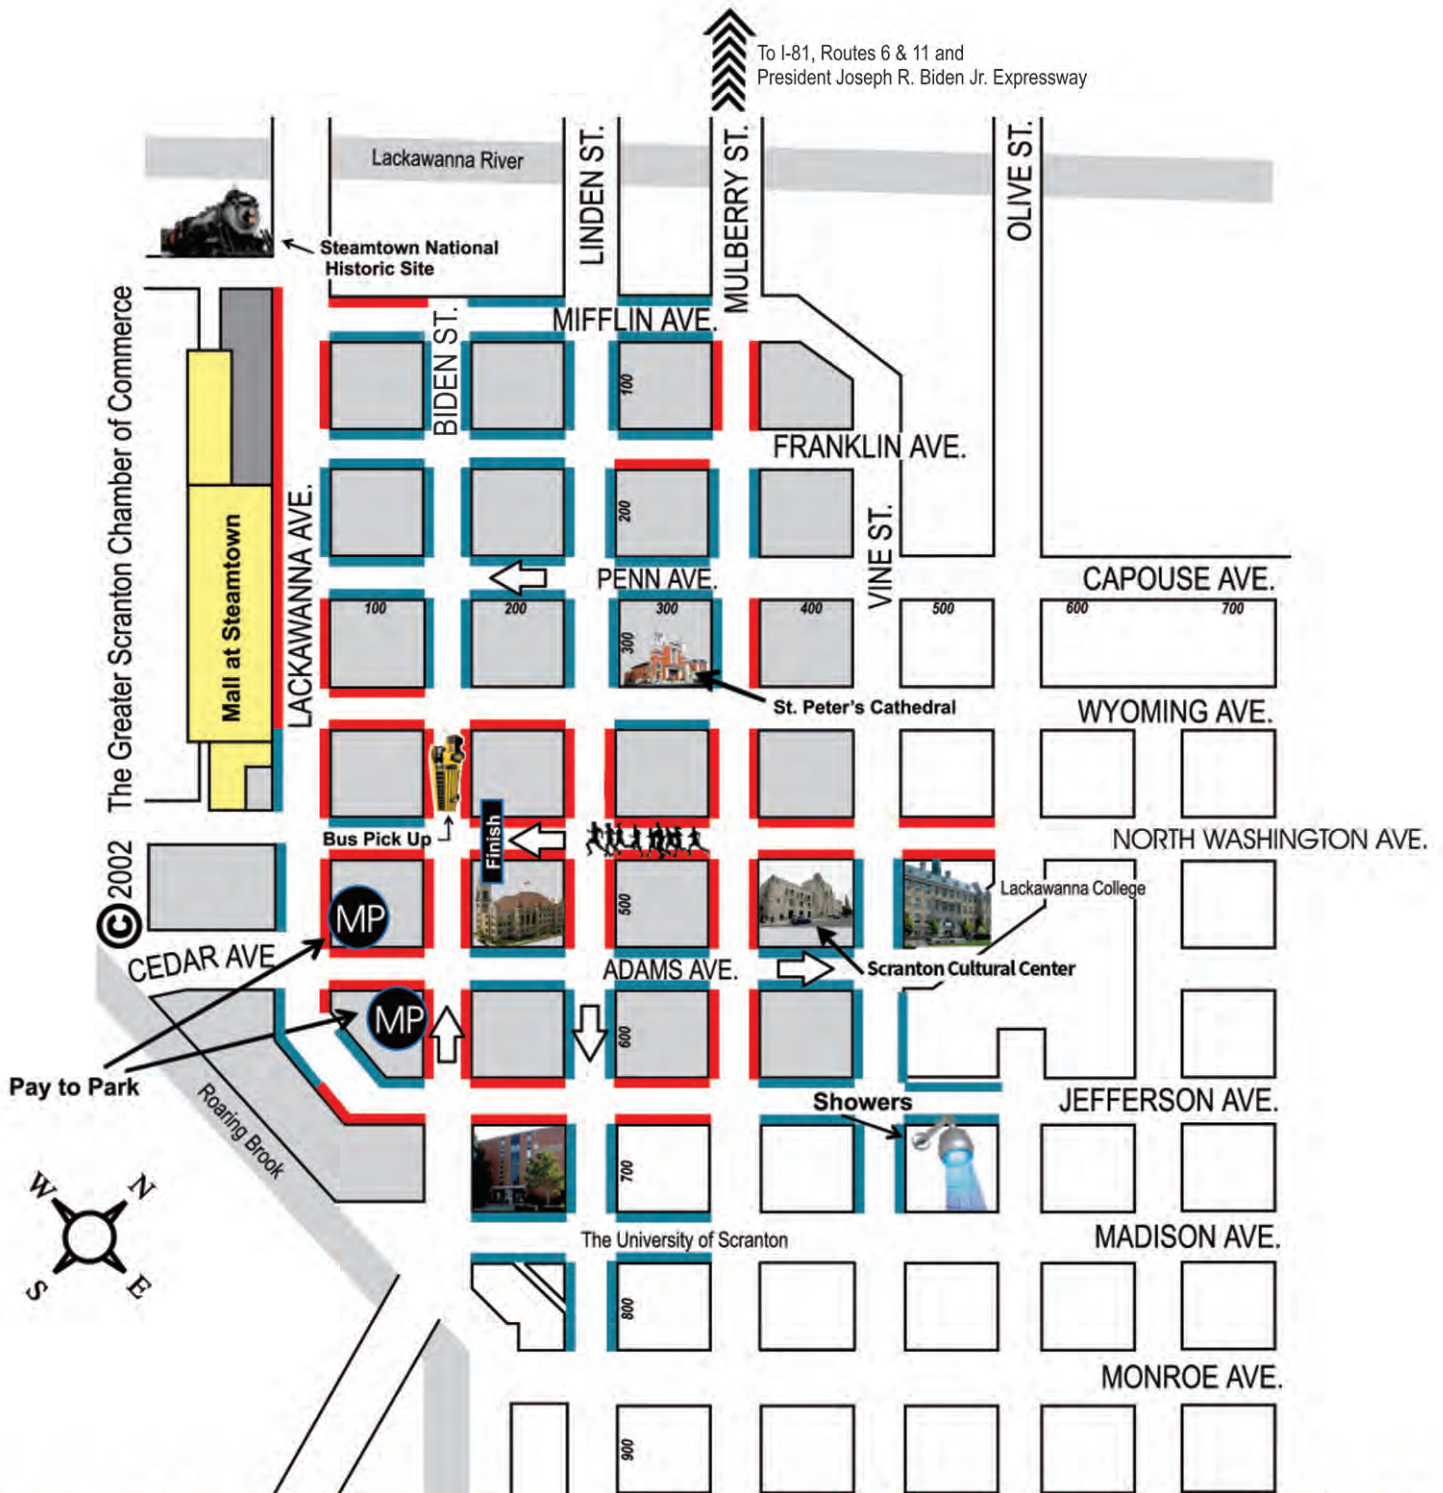 To I-81, Routes 6 & 11 and
President Joseph R. Biden Jr. Expressway
Lackawanna River
LINDEN ST.
MULBERRY ST.
OLIVE ST.
Steamtown National
Historic Site
The Greater Scranton Chamber of Commerce
© 2002
BIDEN ST.
MIFFLIN AVE.
100
FRANKLIN AVE.
Mall at Steamtown
LACKAWANNA AVE.
200
VINE ST.
PENN AVE.
CAPOUSE AVE.
100
200
300
400
500
600
700
300
St. Peter's Cathedral
WYOMING AVE.
Bus Pick Up
Finish
NORTH WASHINGTON AVE.
MP
500
Lackawanna College
CEDAR AVE
ADAMS AVE.
Scranton Cultural Center
MP
600
Pay to Park
Roaring Brook
Showers
JEFFERSON AVE.
700
W
N
S
E
The University of Scranton
MADISON AVE.
800
MONROE AVE.
900